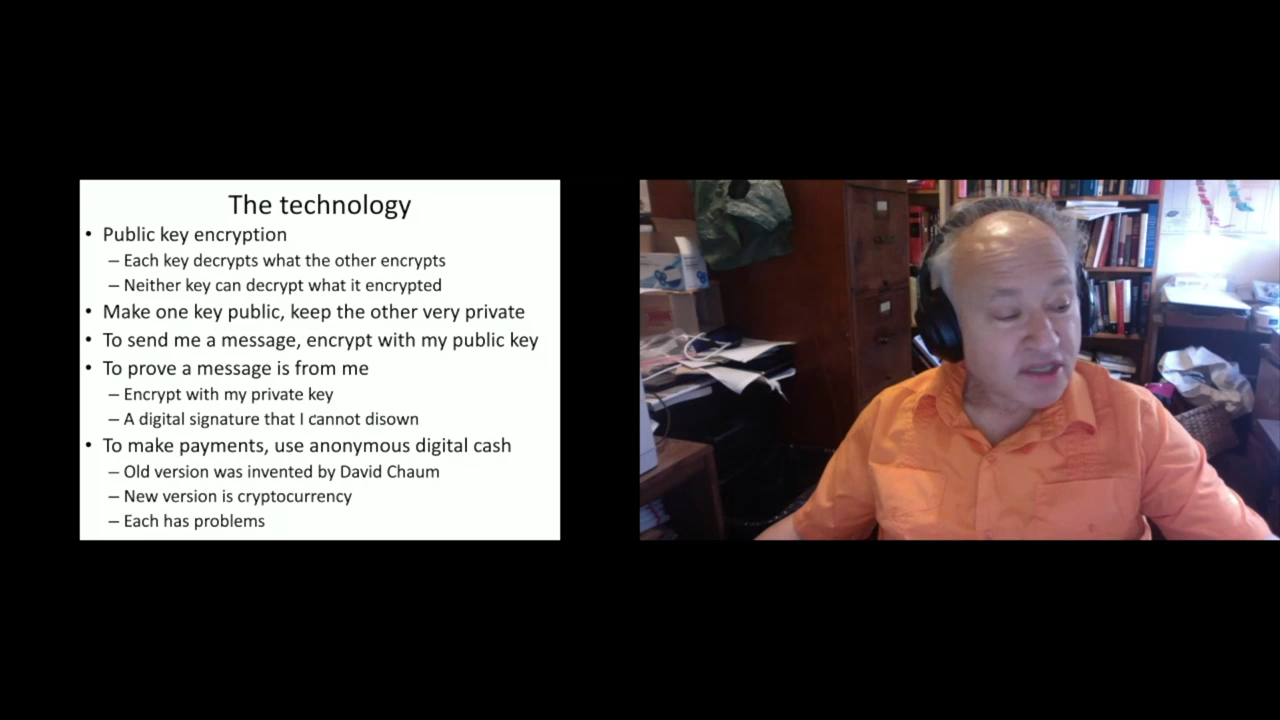 The technology
• Public key encryption
– Each key decrypts what the other encrypts
– Neither key can decrypt what it encrypted
• Make one key public, keep the other very private
• To send me a message, encrypt with my public key
• To prove a message is from me
– Encrypt with my private key
– A digital signature that I cannot disown
• To make payments, use anonymous digital cash
– Old version was invented by David Chaum
– New version is cryptocurrency
– Each has problems